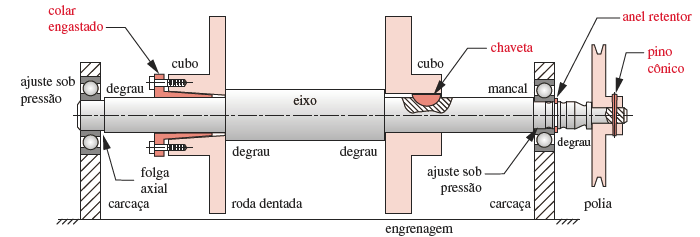 colar
engastado
anel retentor
cubo
cubo
chaveta
pino
cônico
ajuste sob
pressão
degrau
eixo
mancal
degrau
degrau
degrau
folga
axial
ajuste sob
pressão
carcaça
roda dentada
carcaça
polia
engrenagem